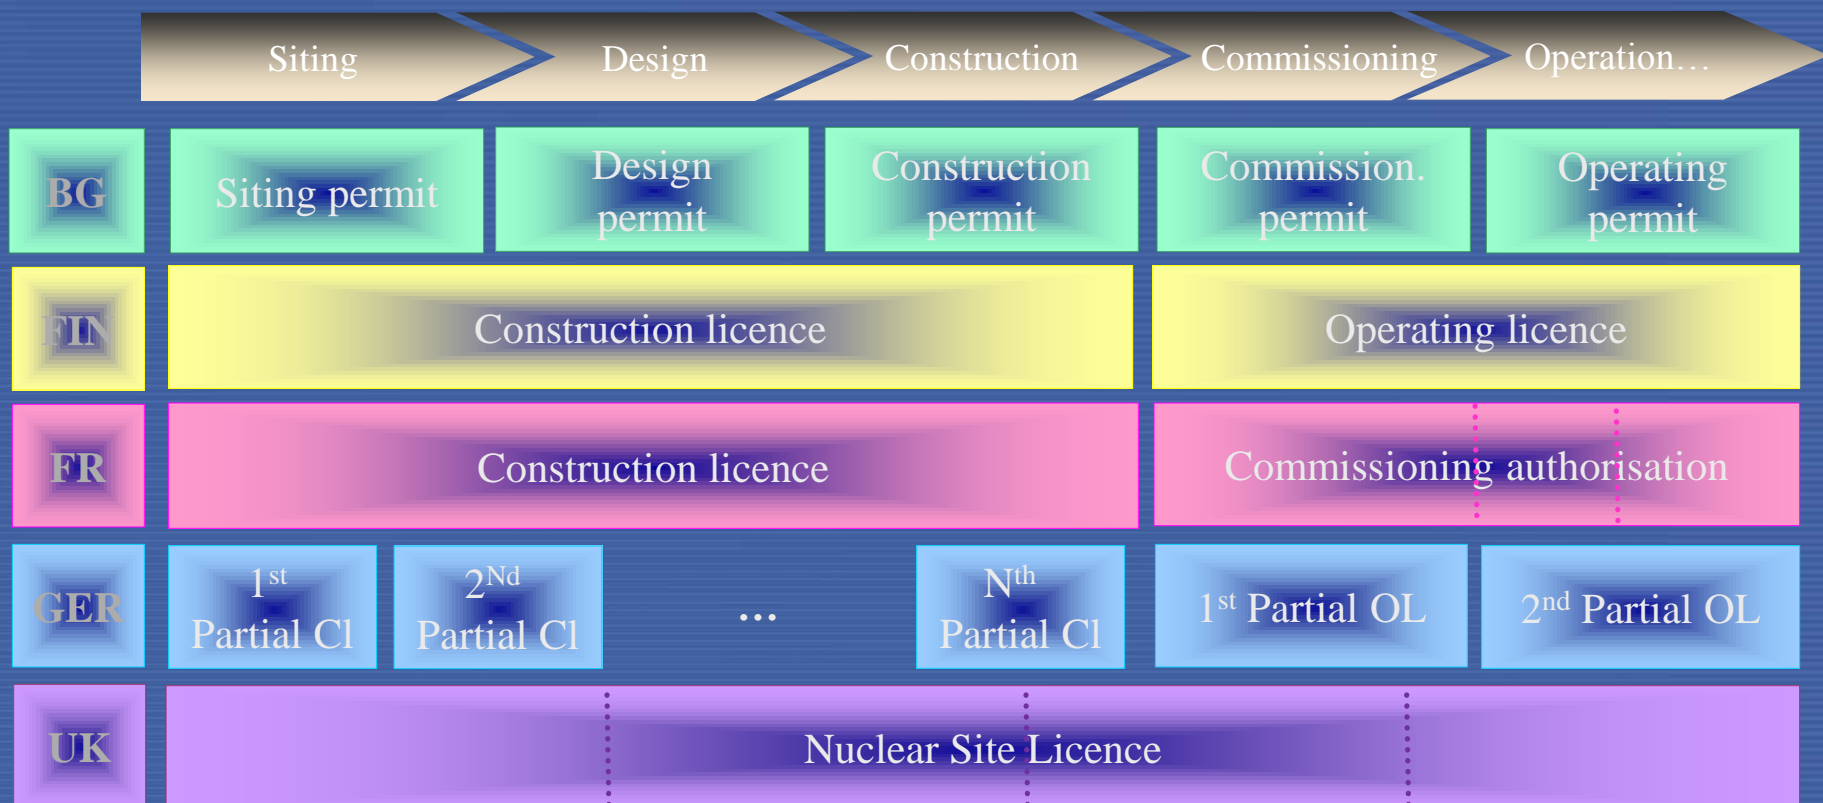 Siting Design Construction Commissioning Operation…
BG
Siting permit
Design
permit
Construction
permit
Commission.
permit
Operating
permit
FIN
Construction licence
Operating licence
FR
Construction licence
Commissioning authorisation
GER
1st
Partial Cl
2Nd
Partial Cl
...
Nth
Partial Cl
1st Partial OL
2nd Partial OL
UK
Nuclear Site Licence